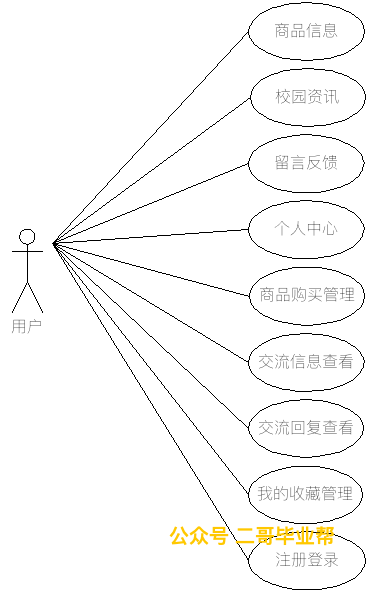 商品信息
校园资讯
留言反馈
个人中心
商品购买管理
用户
交流信息查看
交流回复查看
我的收藏管理
公众号 二哥毕业帮
注册登录